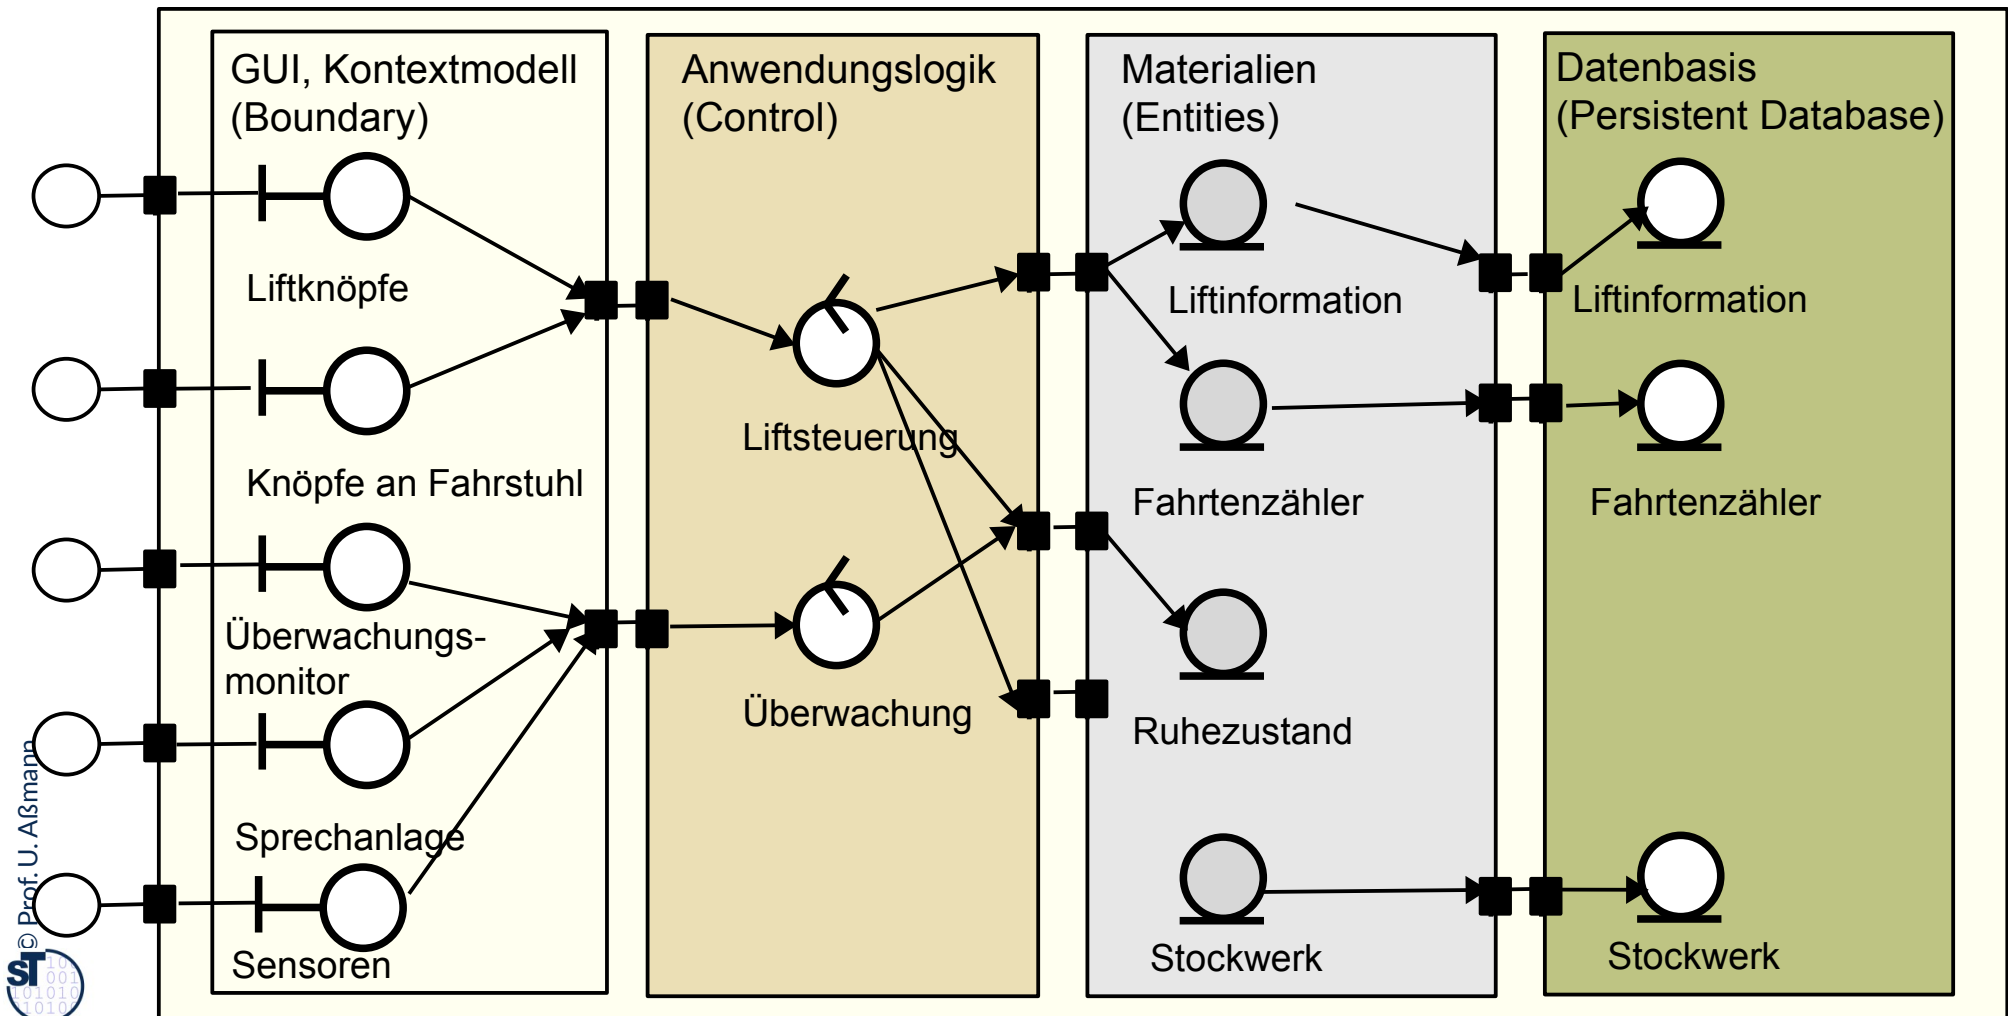 GUI, Kontextmodell
(Boundary)
Liftknöpfe
Knöpfe an Fahrstuhl
Überwachungs-
monitor
Sprechanlage
Sensoren
Anwendungslogik
(Control)
Liftsteuerung
Überwachung
Materialien
(Entities)
Liftinformation
Fahrtenzähler
Ruhezustand
Stockwerk
Datenbasis
(Persistent Database)
Liftinformation
Fahrtenzähler
Stockwerk
© Prof. U. Aßmann
ST